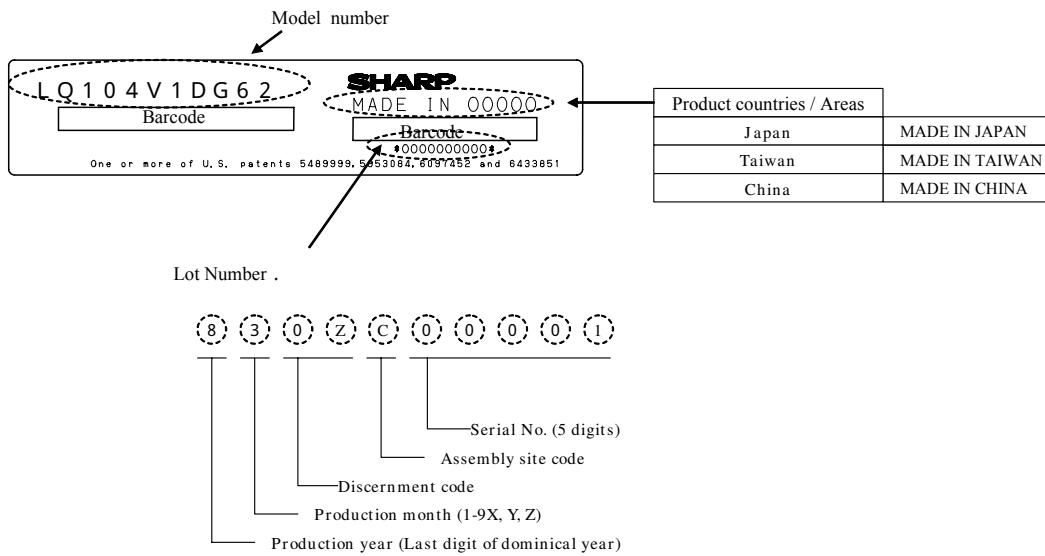 Model number
LQ104V1DG62
SHARP
MADE IN 00000
Barcode
Barcode
*0000000000*
One or more of U.S. patents 5489999, 5953084, 6097452 and 6433851
Product countries / Areas
Japan MADE IN JAPAN
Taiwan MADE IN TAIWAN
China MADE IN CHINA
Lot Number .
8 3 0 Z C 0 0 0 0 1
Serial No. (5 digits)
Assembly site code
Discernment code
Production month (1-9X, Y, Z)
Production year (Last digit of dominical year)